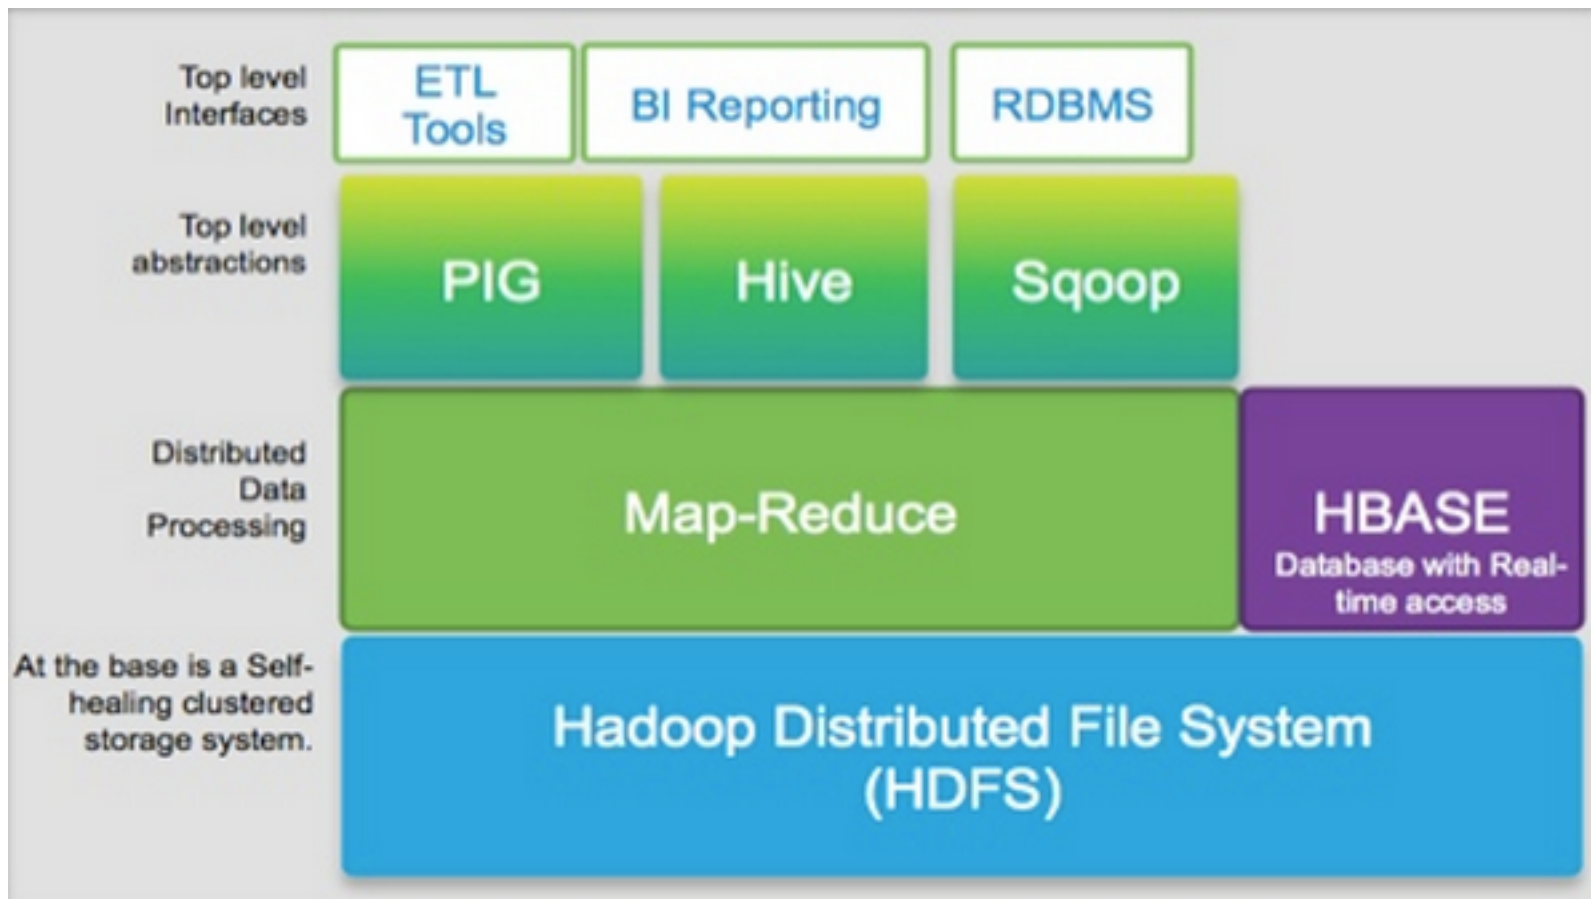 Top level
Interfaces
ETL
Tools
BI Reporting
RDBMS
Top level
abstractions
PIG
Hive
Sqoop
Distributed
Data
Processing
Map-Reduce
HBASE
Database with Real-
time access
At the base is a Self-
healing clustered
storage system.
Hadoop Distributed File System
(HDFS)